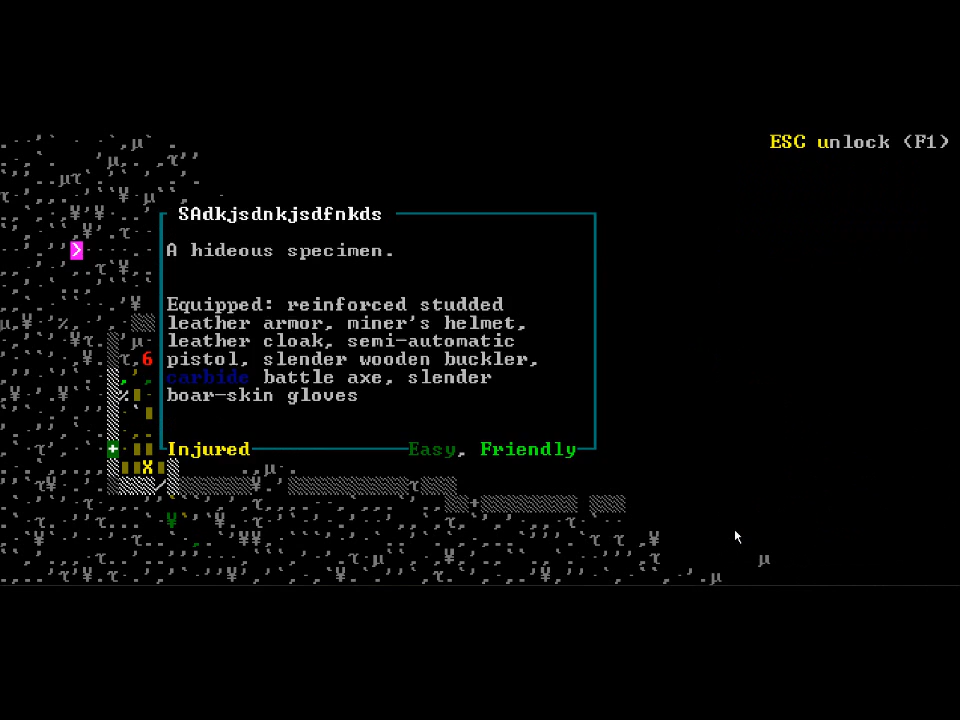 ESC unlock (F1)
SAdkjsdnkjsdfnkds
A hideous specimen.
Equipped: reinforced studded
leather armor, miner's helmet,
leather cloak, semi-automatic
pistol, slender wooden buckler,
carbide battle axe, slender
boar-skin gloves
Injured Easy, Friendly